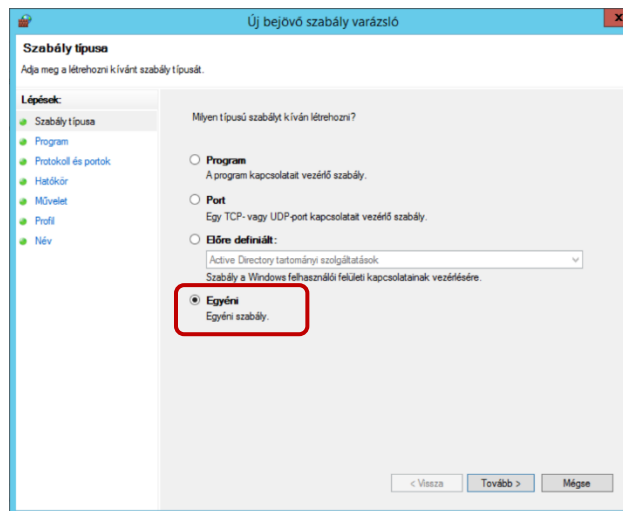 Új bejövő szabály varázsló
x
Szabály típusa
Adja meg a létrehozni kívánt szabály típusát.
Lépések:
Szabály típusa
Program
Protokoll és portok
Hatókör
Művelet
Profil
Név
Milyen típusú szabályt kíván létrehozni?
Program
A program kapcsolatait vezérlő szabály.
Port
Egy TCP- vagy UDP-port kapcsolatait vezérlő szabály.
Előre definiált:
Active Directory tartományi szolgáltatások
Szabály a Windows felhasználói felületi kapcsolatainak vezérlésére.
Egyéni
Egyéni szabály.
< Vissza
Tovább >
Mégse